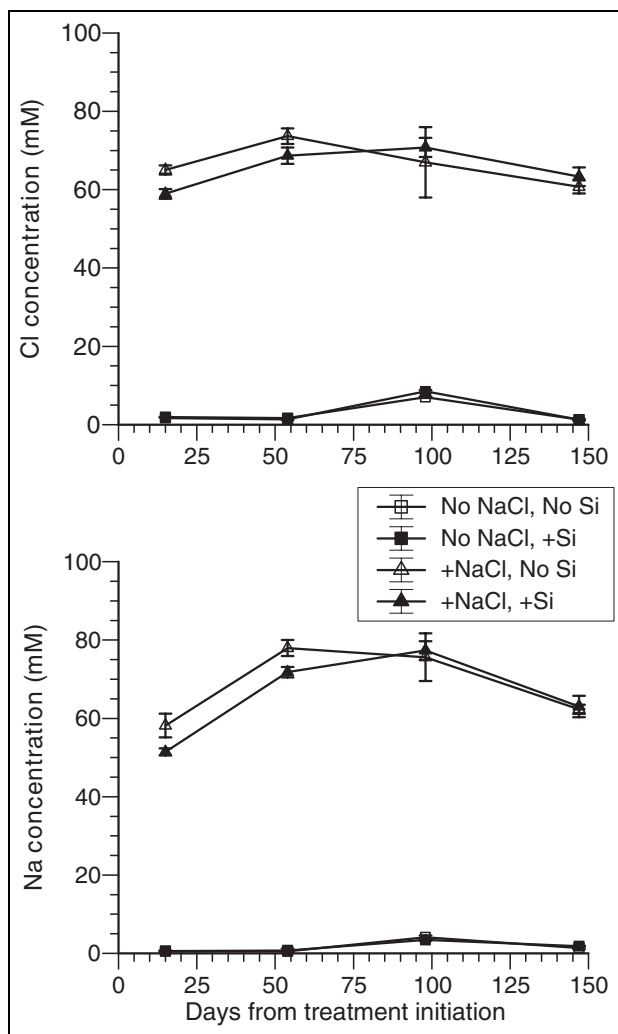 100
80
60
40
20
0
Cl concentration (mM)
0 25 50 75 100 125 150
No NaCl, No Si
No NaCl, +Si
+NaCl, No Si
+NaCl, +Si
100
80
60
40
20
0
Na concentration (mM)
0 25 50 75 100 125 150
Days from treatment initiation